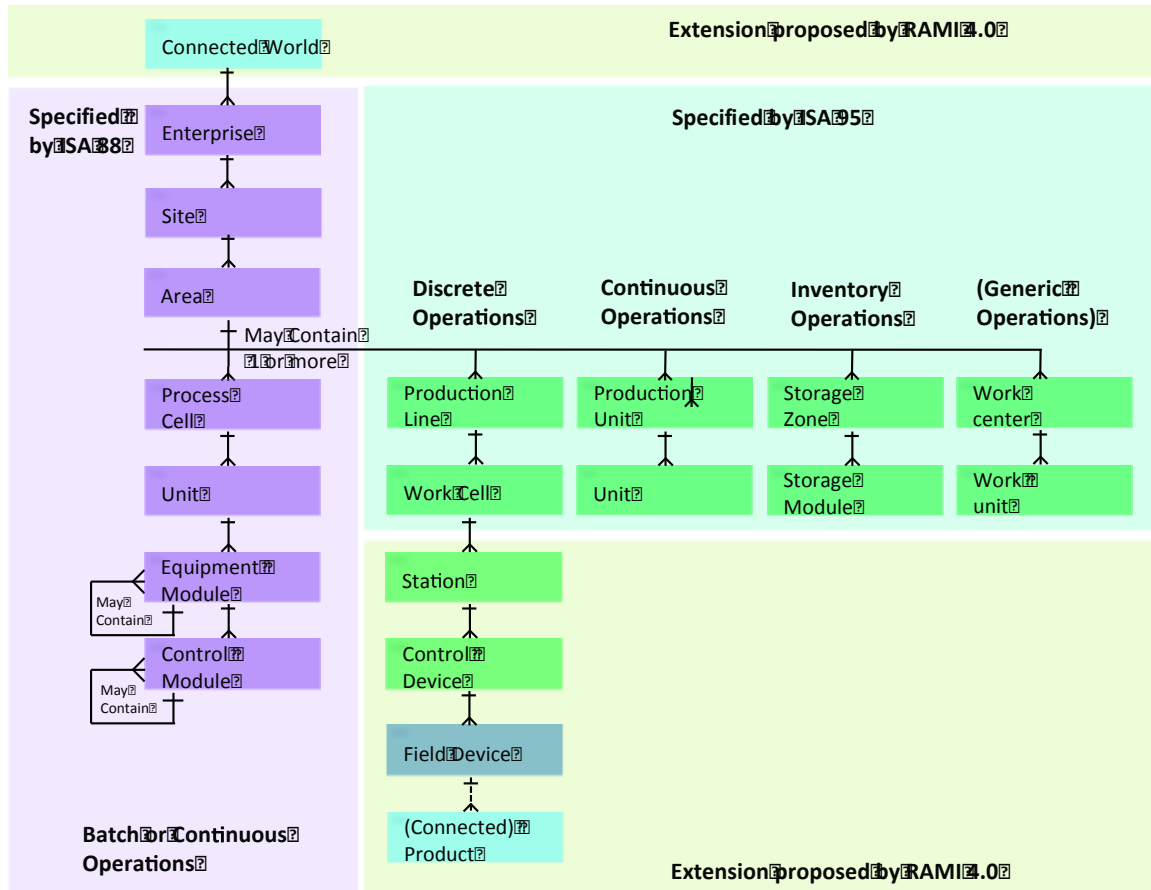 Connected World
Extension proposed by RAMI 4.0
Specified
by ISA 88
Specified by ISA 95
Enterprise
Site
Area
May Contain
1 or more
Discrete
Operations
Continuous
Operations
Inventory
Operations
(Generic
Operations)
Process
Cell
Production
Line
Production
Unit
Storage
Zone
Work
center
Unit
Work Cell
Unit
Storage
Module
Work
unit
Equipment
Module
May
Contain
Station
Control
Module
May
Contain
Control
Device
Field Device
(Connected)
Product
Batch or Continuous
Operations
Extension proposed by RAMI 4.0